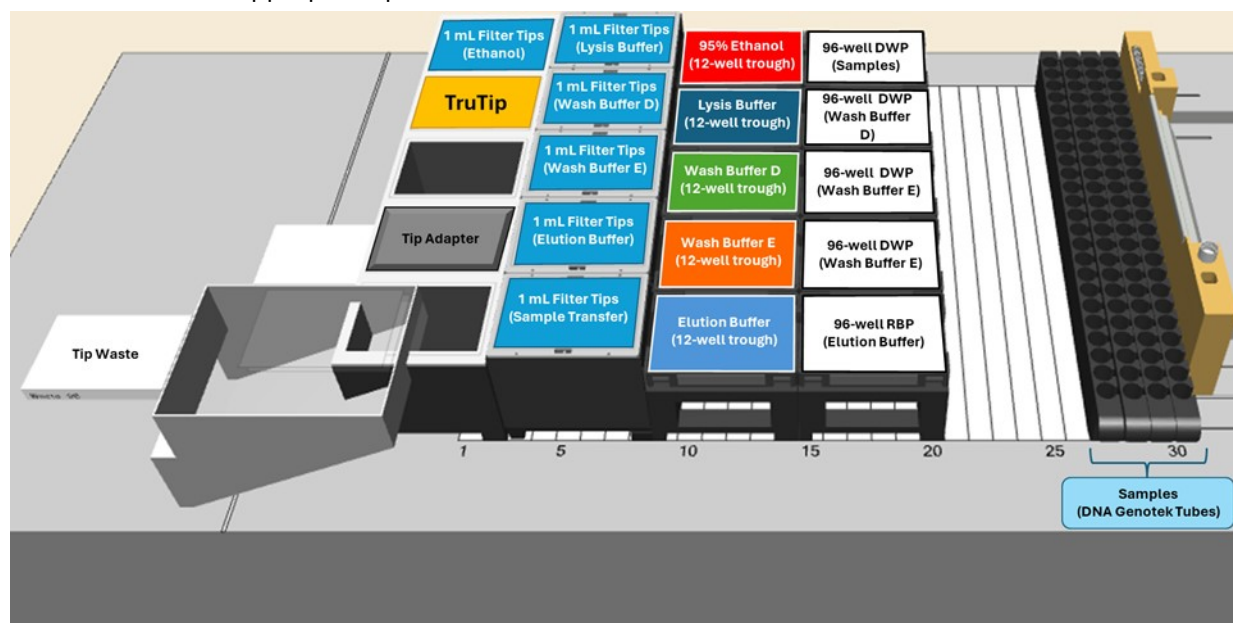 1 mL Filter Tips
(Ethanol)
TruTip
Tip Adapter
1 mL Filter Tips
(Lysis Buffer)
1 mL Filter Tips
(Wash Buffer D)
1 mL Filter Tips
(Wash Buffer E)
1 mL Filter Tips
(Elution Buffer)
1 mL Filter Tips
(Sample Transfer)
95% Ethanol
(12-well trough)
Lysis Buffer
(12-well trough)
Wash Buffer D
(12-well trough)
Wash Buffer E
(12-well trough)
Elution Buffer
(12-well trough)
96-well DWP
(Samples)
96-well DWP
(Wash Buffer
D)
96-well DWP
(Wash Buffer E)
96-well DWP
(Wash Buffer E)
96-well RBP
(Elution Buffer)
Tip Waste
1 5 10 15 20 25 30
Samples
(DNA Genotek Tubes)